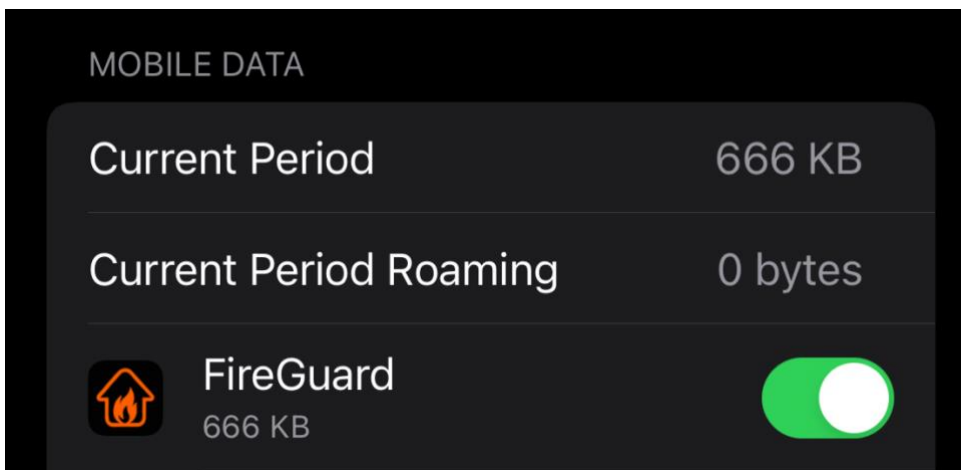 MOBILE DATA
Current Period 666 KB
Current Period Roaming 0 bytes
FireGuard
666 KB